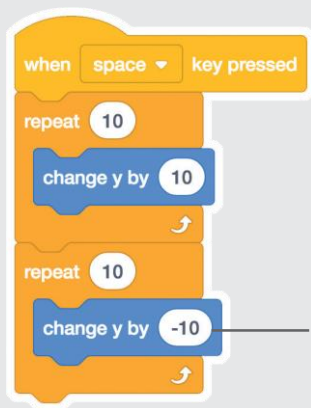 when space key pressed
repeat 10
change y by 10
repeat 10
change y by -10